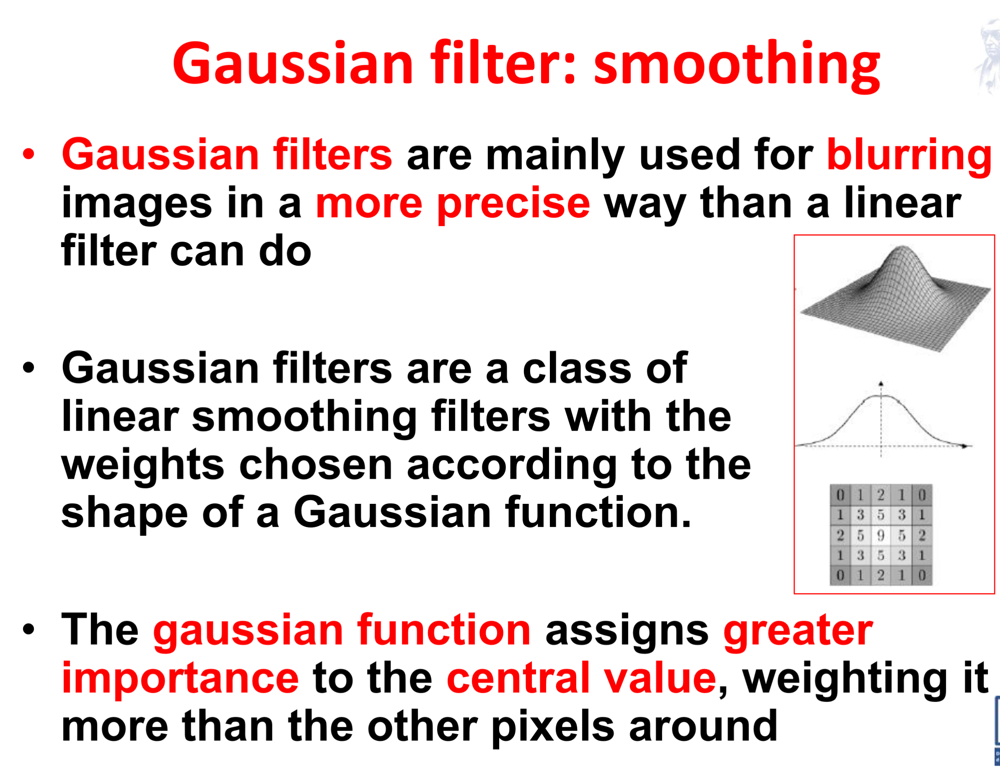 Gaussian filter: smoothing
• Gaussian filters are mainly used for blurring
images in a more precise way than a linear
filter can do
• Gaussian filters are a class of
linear smoothing filters with the
weights chosen according to the
shape of a Gaussian function.
0 1 2 1 0
1 3 5 3 1
2 5 9 5 2
1 3 5 3 1
0 1 2 1 0
• The gaussian function assigns greater
importance to the central value, weighting it
more than the other pixels around